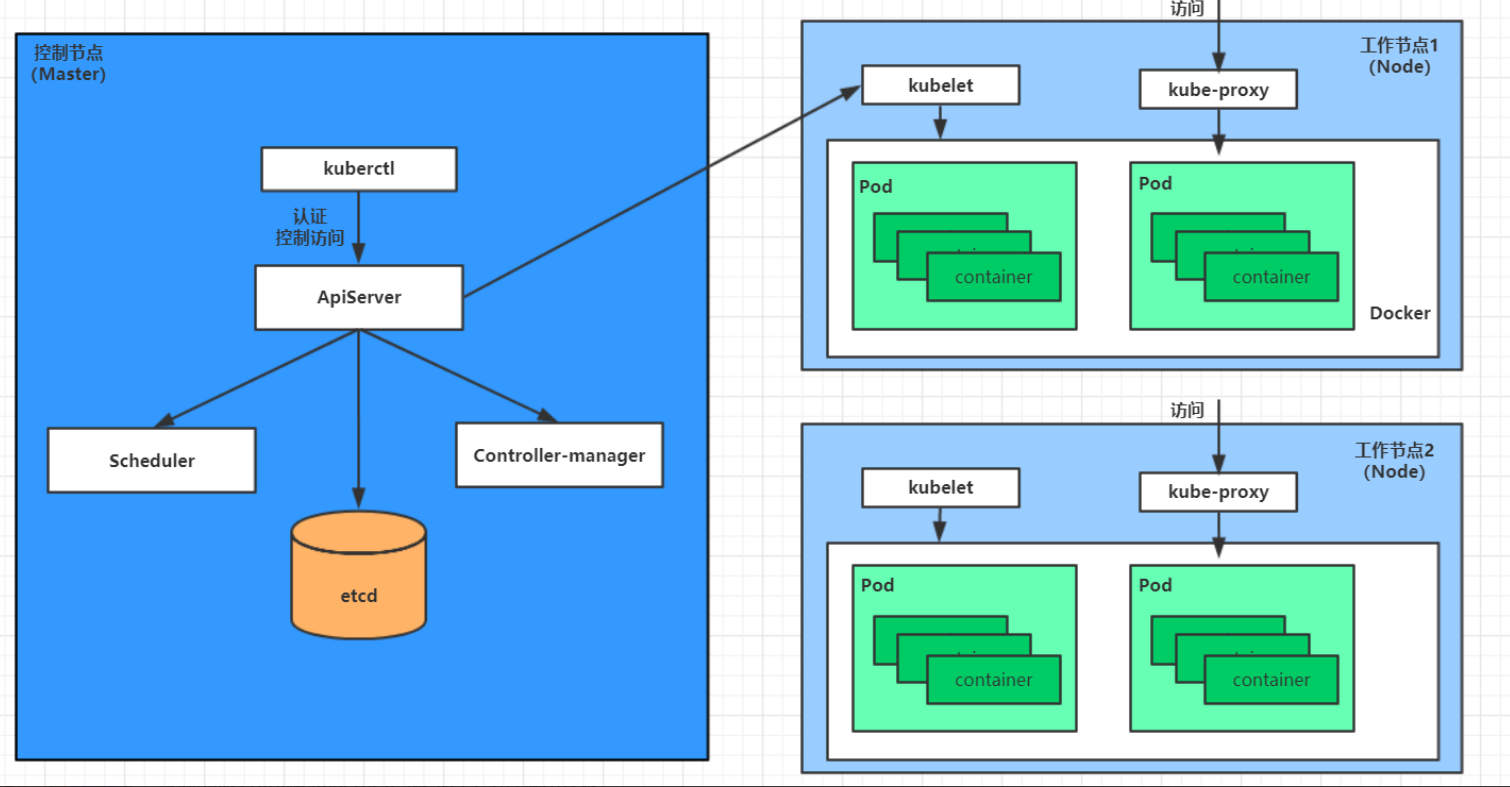 控制节点
(Master)
kuberctl
认证
控制访问
ApiServer
Scheduler
Controller-manager
etcd
访问
工作节点1
(Node)
kubelet
kube-proxy
Pod
container
Pod
container
Docker
访问
工作节点2
(Node)
kubelet
kube-proxy
Pod
container
Pod
container